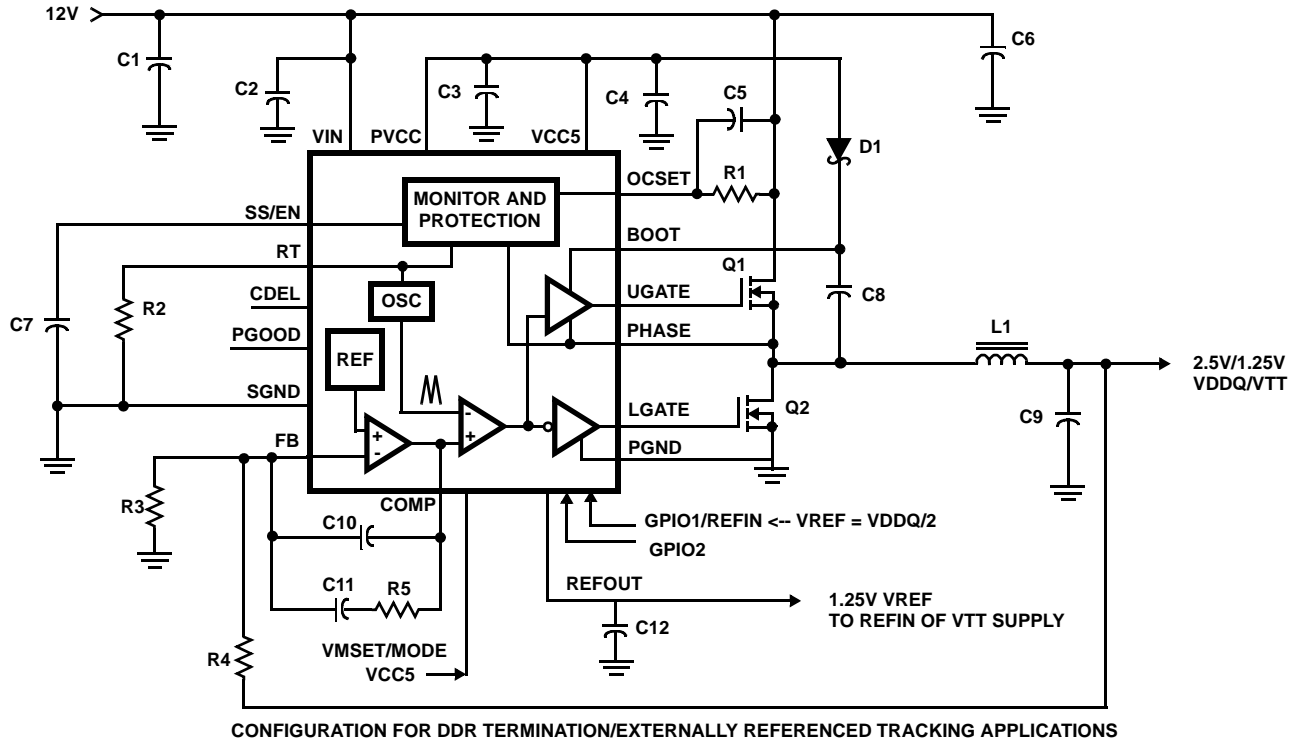 12V
C1
C2
C3
C4
C5
C6
VIN
PVCC
VCC5
D1
OCSET
R1
MONITOR AND
PROTECTION
SS/EN
BOOT
RT
Q1
OSC
UGATE
C8
CDEL
R2
C7
PGOOD
REF
PHASE
L1
2.5V/1.25V
VDDQ/VTT
SGND
LGATE
Q2
C9
FB
+
-
-
+
PGND
COMP
R3
C10
GPIO1/REFIN <-- VREF = VDDQ/2
GPIO2
C11
R5
REFOUT
1.25V VREF
TO REFIN OF VTT SUPPLY
C12
R4
VMSET/MODE
VCC5
CONFIGURATION FOR DDR TERMINATION/EXTERNALLY REFERENCED TRACKING APPLICATIONS